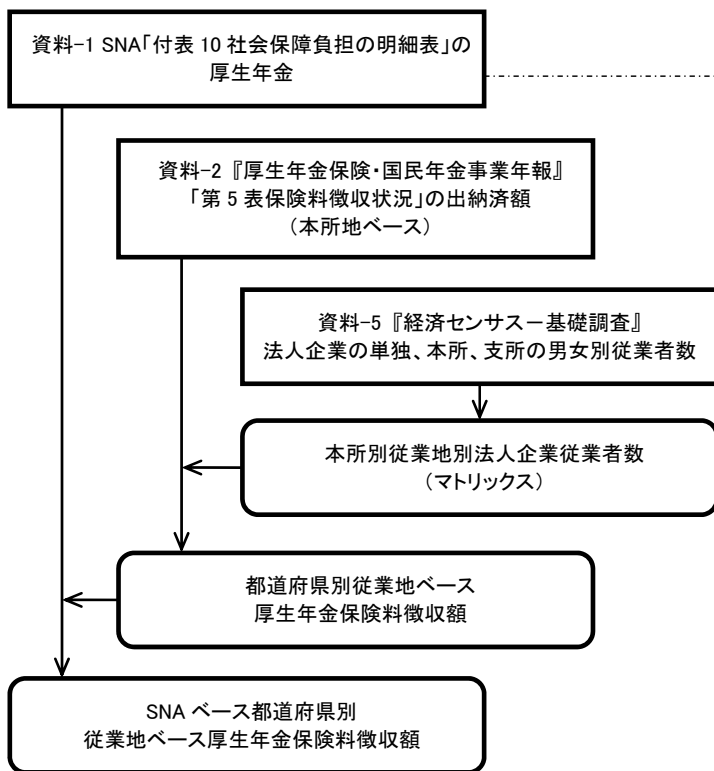 資料-1 SNA「付表 10 社会保障負担の明細表」の
厚生年金
資料-2 『厚生年金保険・国民年金事業年報』
「第 5 表保険料徴収状況」の出納済額
(本所地ベース)
資料-5 『経済センサス－基礎調査』
法人企業の単独、本所、支所の男女別従業者数
本所別従業地別法人企業従業者数
(マトリックス)
都道府県別従業地ベース
厚生年金保険料徴収額
SNA ベース都道府県別
従業地ベース厚生年金保険料徴収額